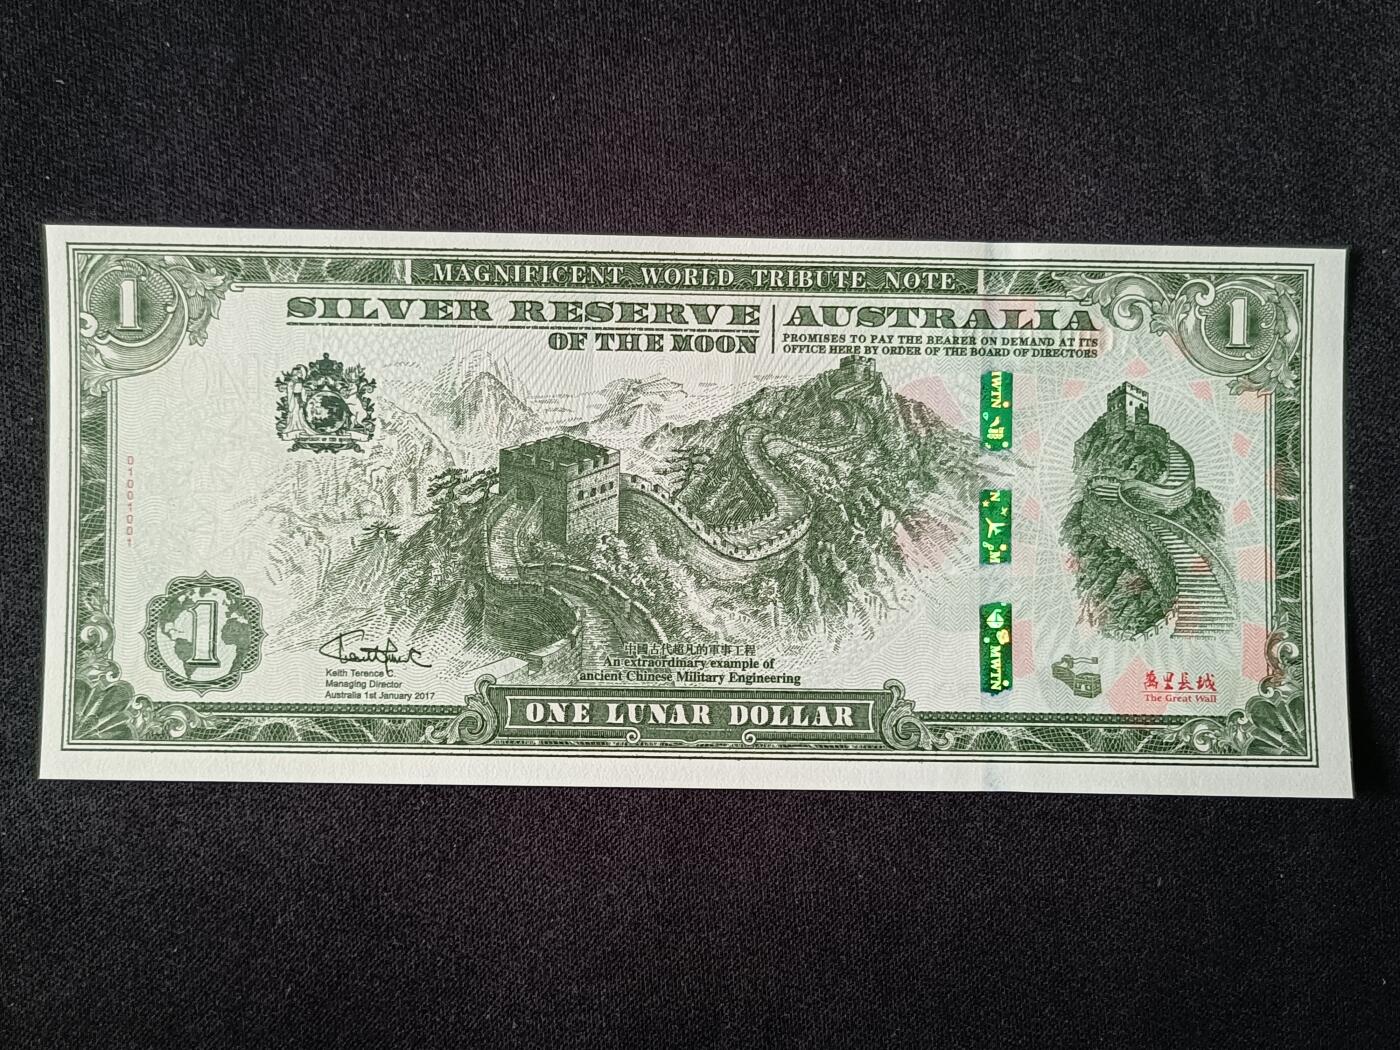 MAGNIFICENT WORLD TRIBUTE NOTE
1
1
SILVER RESERVE
OF THE MOON
AUSTRALIA
PROMISES TO PAY THE BEARER ON DEMAND AT ITS
OFFICE HERE BY ORDER OF THE BOARD OF DIRECTORS
MWTN
01001001
N
M
MWTN
1
Keith Terence C.
Managing Director
Australia 1st January 2017
中國古代超凡的軍事工程
An extraordinary example of
ancient Chinese Military Engineering
萬里長城
The Great Wall
ONE LUNAR DOLLAR